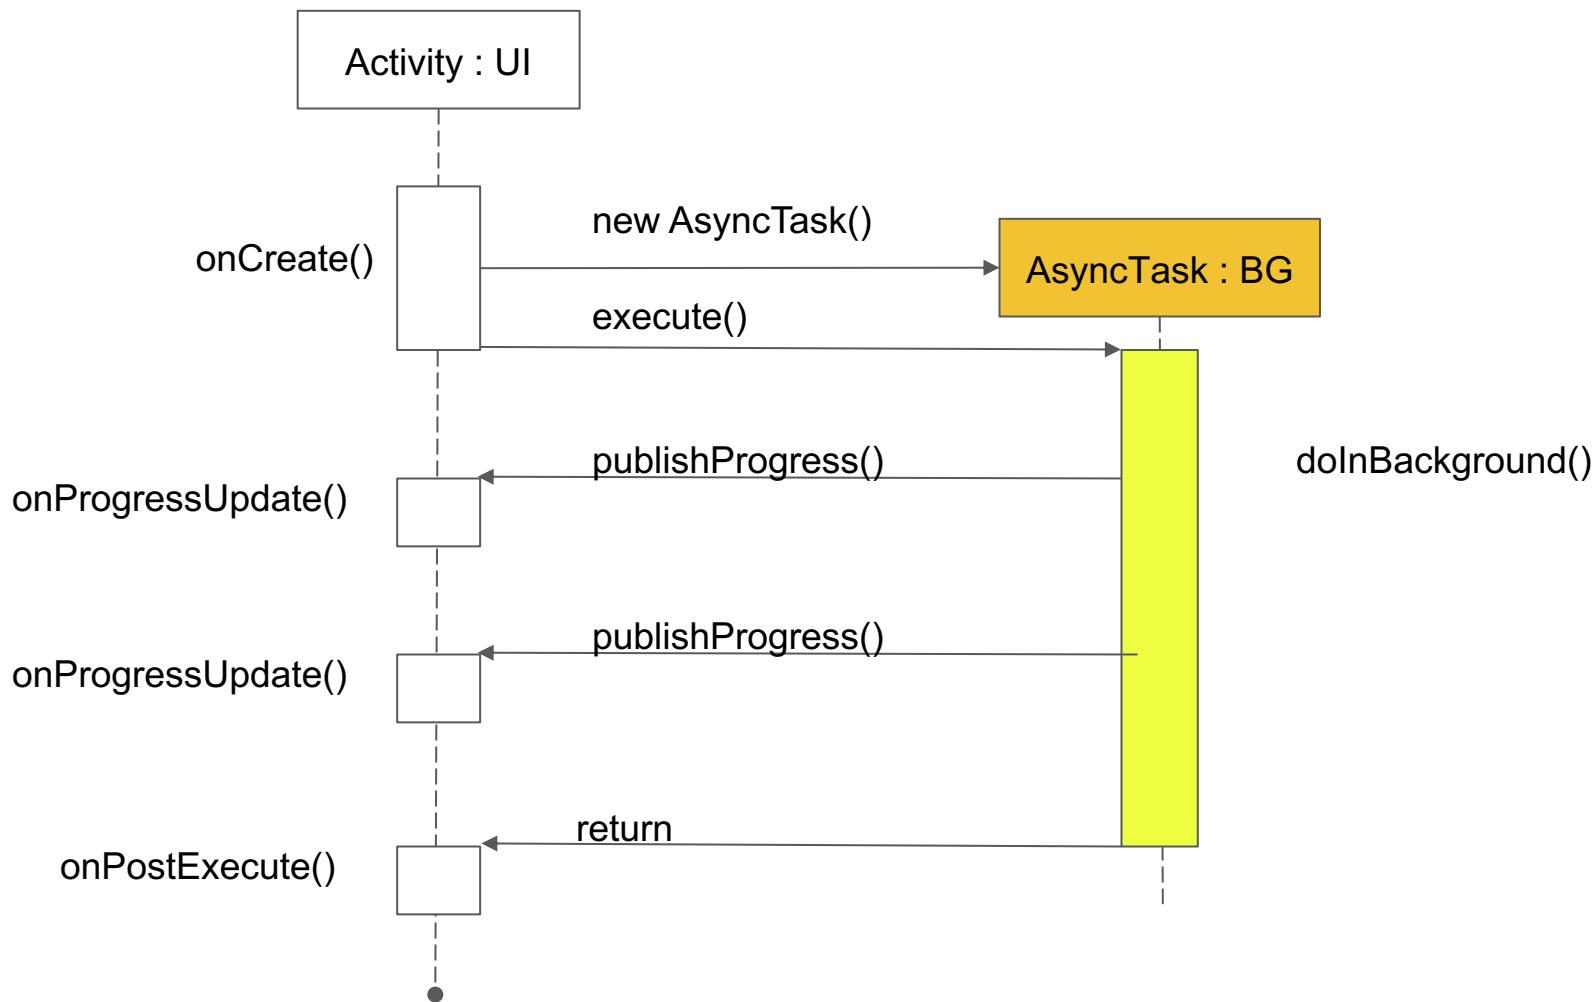 Activity : UI
new AsyncTask()
onCreate()
AsyncTask : BG
execute()
publishProgress()
doInBackground()
onProgressUpdate()
publishProgress()
onProgressUpdate()
return
onPostExecute()